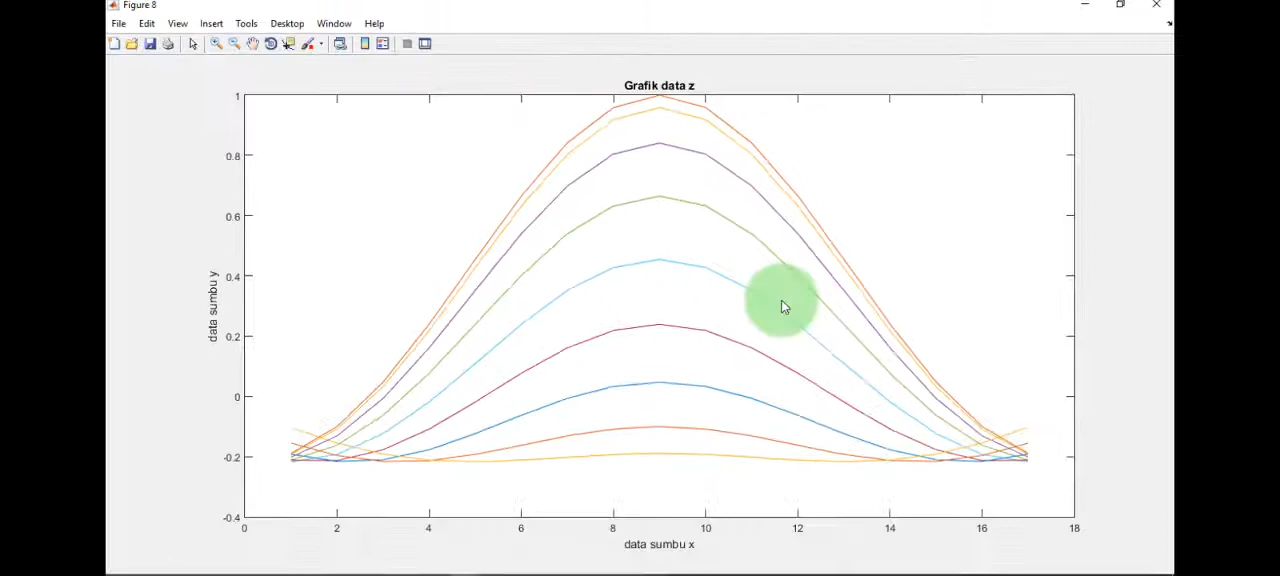 Figure 8
File Edit View Insert Tools Desktop Window Help
Grafik data z
1
0.8
0.6
0.4
0.2
0
-0.2
-0.4
data sumbu y
0 2 4 6 8 10 12 14 16 18
data sumbu x